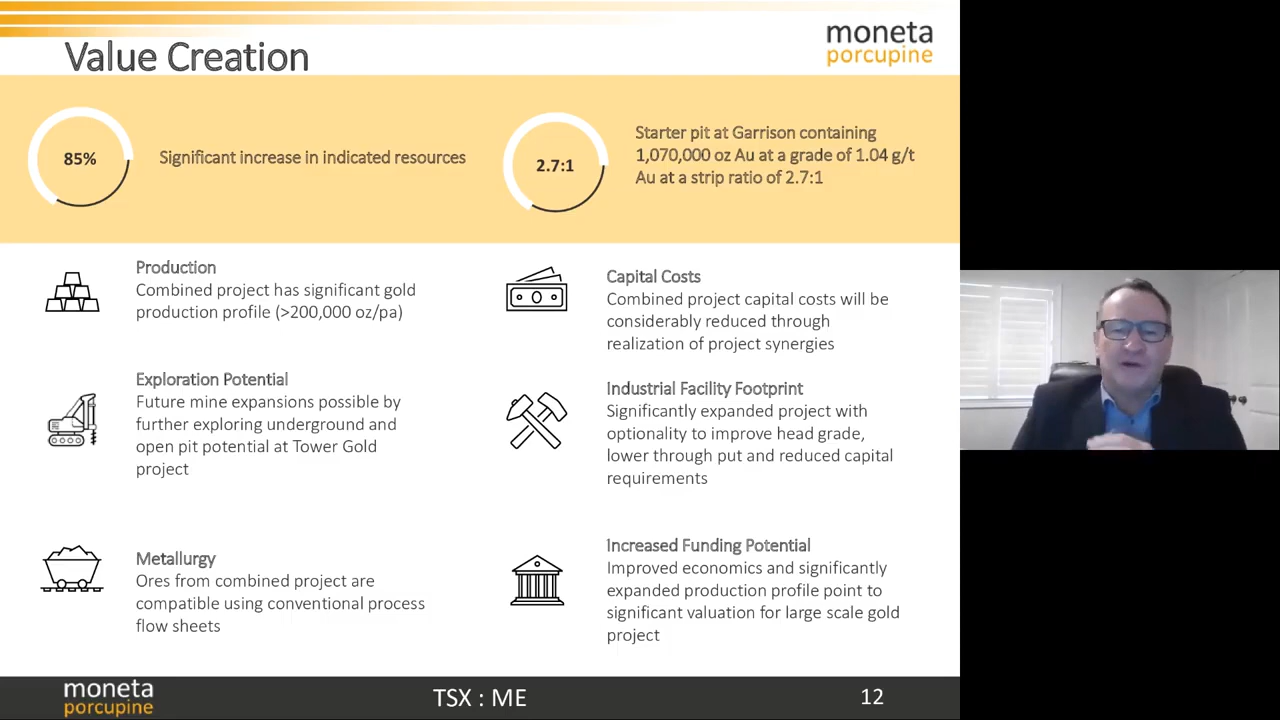 Value Creation
moneta
porcupine
85%
Significant increase in indicated resources
2.7:1
Starter pit at Garrison containing
1,070,000 oz Au at a grade of 1.04 g/t
Au at a strip ratio of 2.7:1
Production
Combined project has significant gold
production profile (>200,000 oz/pa)
Exploration Potential
Future mine expansions possible by
further exploring underground and
open pit potential at Tower Gold
project
Metallurgy
Ores from combined project are
compatible using conventional process
flow sheets
Capital Costs
Combined project capital costs will be
considerably reduced through
realization of project synergies
Industrial Facility Footprint
Significantly expanded project with
optionality to improve head grade,
lower through put and reduced capital
requirements
Increased Funding Potential
Improved economics and significantly
expanded production profile point to
significant valuation for large scale gold
project
moneta
porcupine
TSX : ME
12